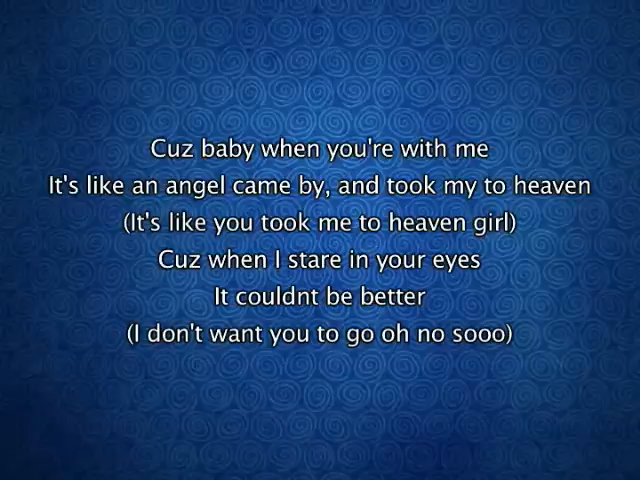 Cuz baby when you're with me
It's like an angel came by, and took my to heaven
(It's like you took me to heaven girl)
Cuz when I stare in your eyes
It couldnt be better
(I don't want you to go oh no sooo)